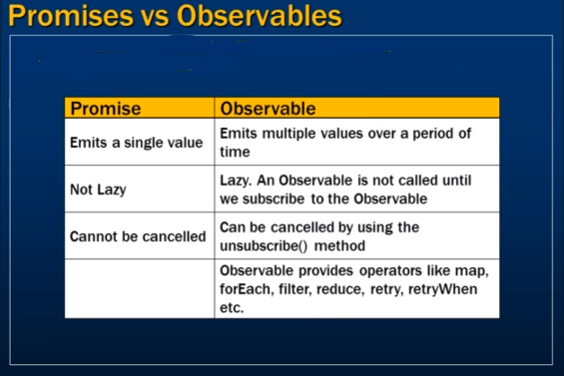 Promises vs Observables
Promise
Observable
Emits a single value
Emits multiple values over a period of
time
Not Lazy
Lazy. An Observable is not called until
we subscribe to the Observable
Cannot be cancelled
Can be cancelled by using the
unsubscribe() method
Observable provides operators like map,
forEach, filter, reduce, retry, retryWhen
etc.